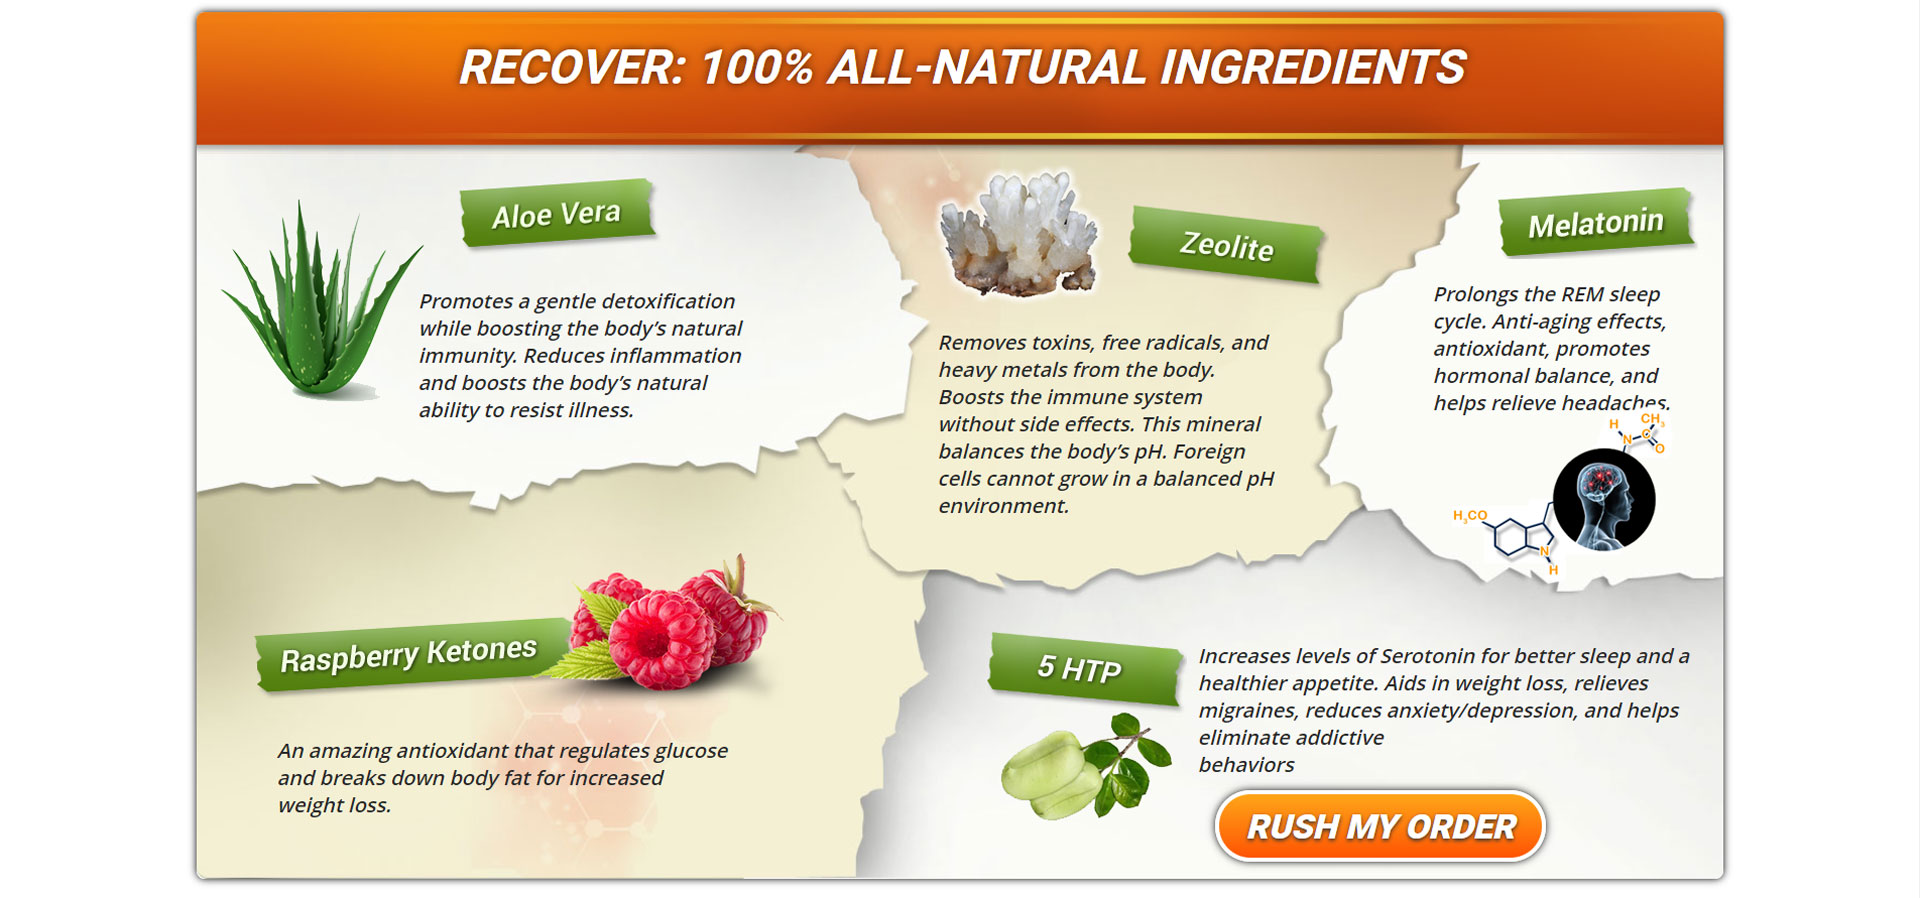 RECOVER: 100% ALL-NATURAL INGREDIENTS
Aloe Vera
Promotes a gentle detoxification
while boosting the body’s natural
immunity. Reduces inflammation
and boosts the body’s natural
ability to resist illness.
Zeolite
Removes toxins, free radicals, and
heavy metals from the body.
Boosts the immune system
without side effects. This mineral
balances the body’s pH. Foreign
cells cannot grow in a balanced pH
environment.
Melatonin
Prolongs the REM sleep
cycle. Anti-aging effects,
antioxidant, promotes
hormonal balance, and
helps relieve headaches.
CH₃
H
N
C
O
H₃CO
N
H
Raspberry Ketones
An amazing antioxidant that regulates glucose
and breaks down body fat for increased
weight loss.
5 HTP
Increases levels of Serotonin for better sleep and a
healthier appetite. Aids in weight loss, relieves
migraines, reduces anxiety/depression, and helps
eliminate addictive
behaviors
RUSH MY ORDER